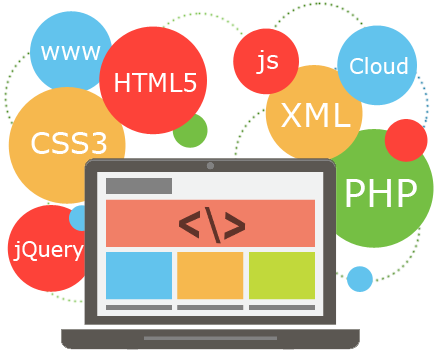 www
HTML5
js
Cloud
CSS3
XML
PHP
jQuery
<\>